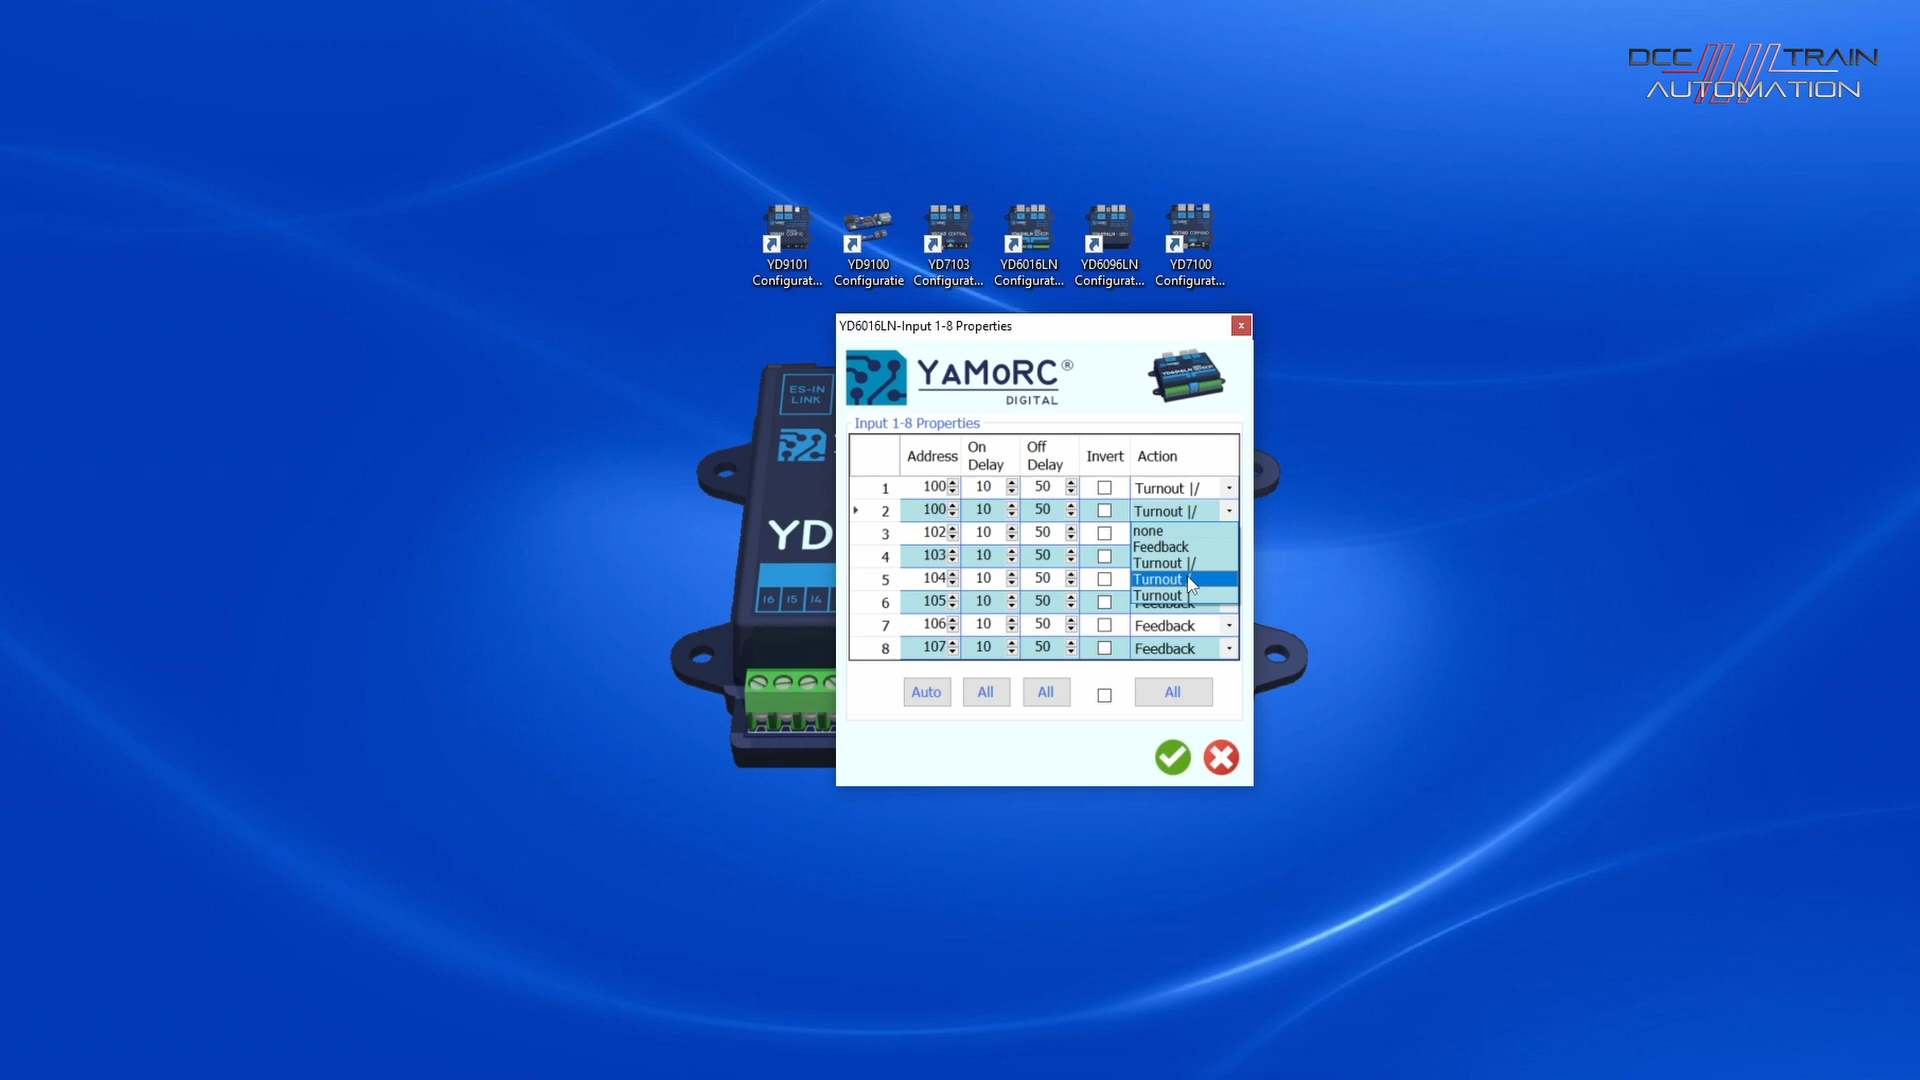 DCC TRAIN
AUTOMATION
YD9101
Configurat...
YD9100
Configuratie
YD7103
Configurat...
YD6016LN
Configurat...
YD6096LN
Configurat...
YD7100
Configurat...
YD6016LN-Input 1-8 Properties
YAMoRC®
DIGITAL
ES-IN
LINK
YD
16 15 14
Input 1-8 Properties
Address On Delay Off Delay Invert Action
1 100 10 50 Turnout |/
2 100 10 50 Turnout |/
3 102 10 50
4 103 10 50
5 104 10 50
6 105 10 50 Feedback
7 106 10 50 Feedback
8 107 10 50 Feedback
none
Feedback
Turnout |/
Turnout
Turnout
Auto All All All